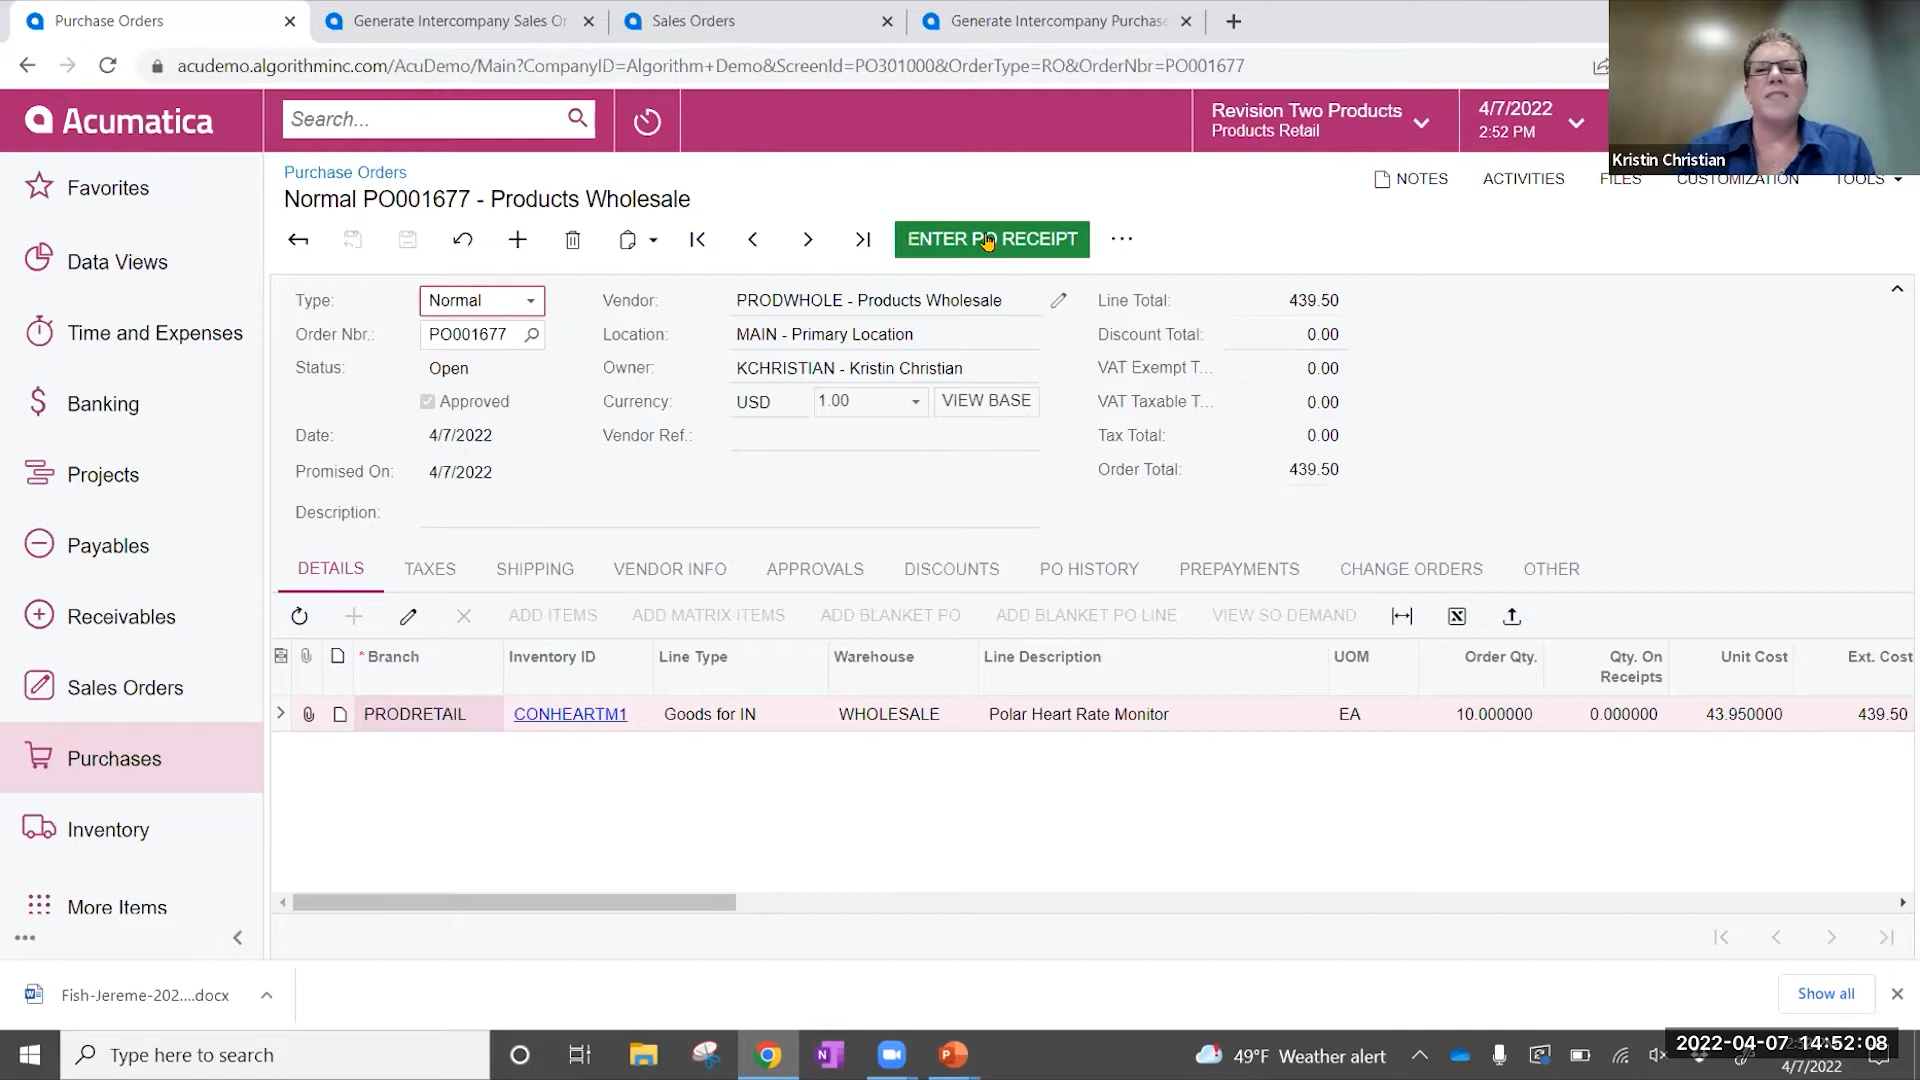 Purchase Orders
Generate Intercompany Sales Or
Sales Orders
Generate Intercompany Purchase
acudemo.algorithminc.com/AcuDemo/Main?CompanyID=Algorithm+Demo&ScreenId=PO301000&OrderType=RO&OrderNbr=PO001677
Acumatica
Search...
Revision Two Products
Products Retail
4/7/2022
2:52 PM
Kristin Christian
Favorites
Data Views
Time and Expenses
Banking
Projects
Payables
Receivables
Sales Orders
Purchases
Inventory
More Items
Purchase Orders
Normal PO001677 - Products Wholesale
NOTES
ACTIVITIES
FILES
CUSTOMIZATION
TOOLS
ENTER PO RECEIPT
Type:
Normal
Order Nbr.:
PO001677
Status:
Open
Approved
Date:
4/7/2022
Promised On:
4/7/2022
Description:
Vendor:
PRODWHOLE - Products Wholesale
Location:
MAIN - Primary Location
Owner:
KCHRISTIAN - Kristin Christian
Currency:
USD
1.00
VIEW BASE
Vendor Ref.:
Line Total:
439.50
Discount Total:
0.00
VAT Exempt T...
0.00
VAT Taxable T...
0.00
Tax Total:
0.00
Order Total:
439.50
DETAILS
TAXES
SHIPPING
VENDOR INFO
APPROVALS
DISCOUNTS
PO HISTORY
PREPAYMENTS
CHANGE ORDERS
OTHER
ADD ITEMS
ADD MATRIX ITEMS
ADD BLANKET PO
ADD BLANKET PO LINE
VIEW SO DEMAND
* Branch
Inventory ID
Line Type
Warehouse
Line Description
UOM
Order Qty.
Qty. On
Receipts
Unit Cost
Ext. Cost
PRODRETAIL
CONHEARTM1
Goods for IN
WHOLESALE
Polar Heart Rate Monitor
EA
10.000000
0.000000
43.950000
439.50
Fish-Jereme-202....docx
Show all
Type here to search
49°F Weather alert
2022-04-07 14:52:08
4/7/2022